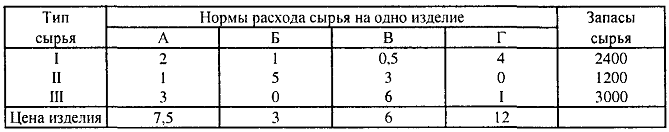 Тип сырья | Нормы расхода сырья на одно изделие | Запасы сырья
А | Б | В | Г
I | 2 | 1 | 0,5 | 4 | 2400
II | 1 | 5 | 3 | 0 | 1200
III | 3 | 0 | 6 | I | 3000
Цена изделия | 7,5 | 3 | 6 | 12